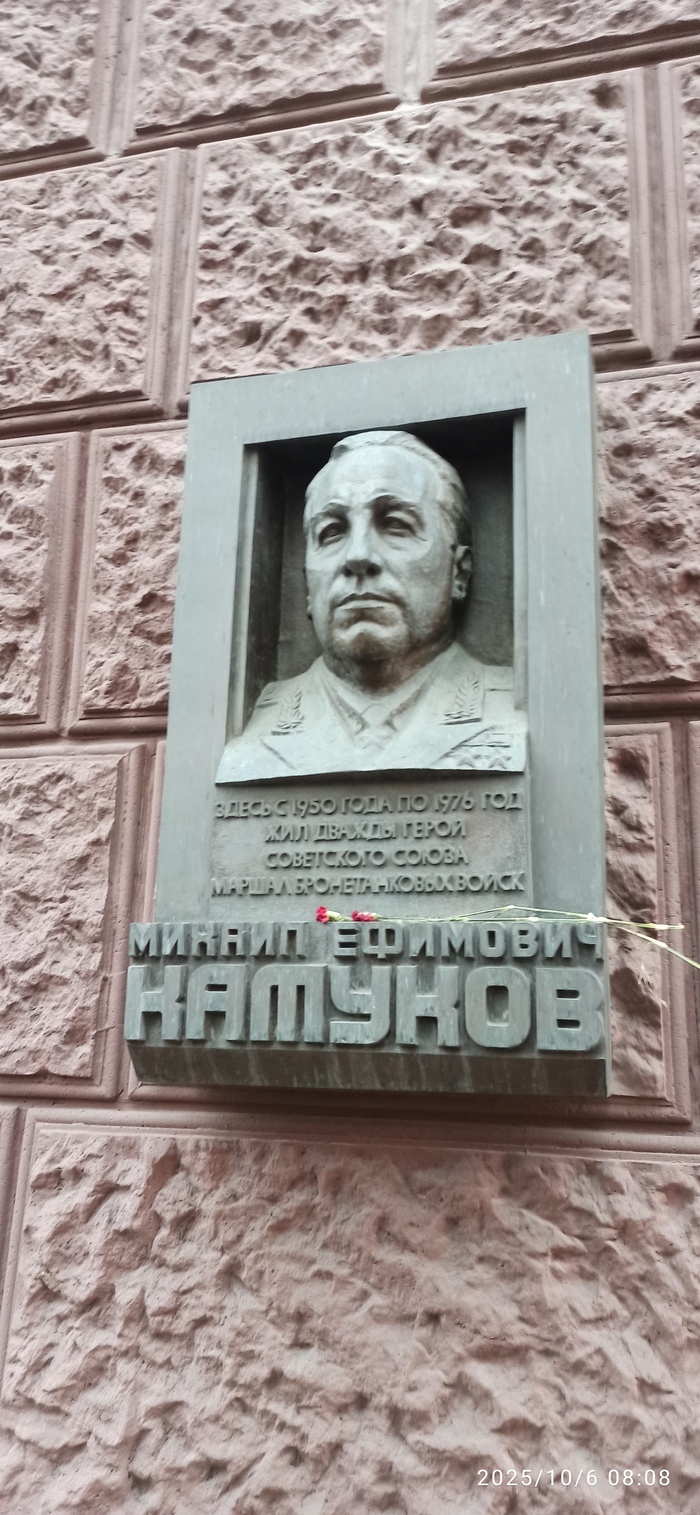 ЗДЕСЬ С 1950 ГОДА ПО 1976 ГОД
ЖИЛ ДВАЖДЫ ГЕРОЙ
СОВЕТСКОГО СОЮЗА
МАРШАЛ БРОНЕТАНКОВЫХ ВОЙСК
МИХАИЛ ЕФИМОВИЧ
КАТУКОВ
2025/10/6 08:08